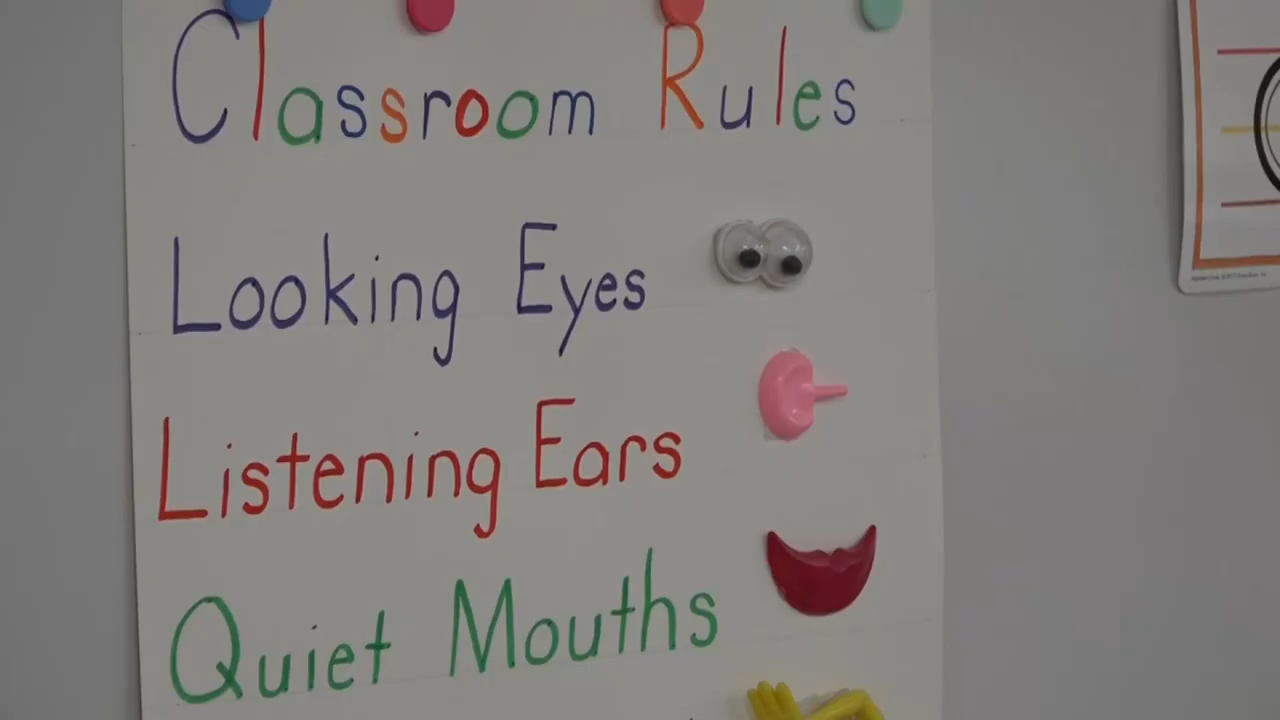 Classroom Rules
Looking Eyes
Listening Ears
Quiet Mouths